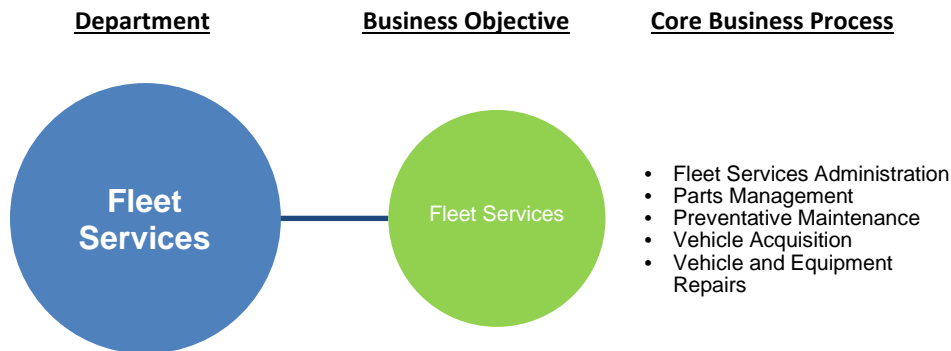 Department
Business Objective
Core Business Process
Fleet
Services
Fleet Services
• Fleet Services Administration
• Parts Management
• Preventative Maintenance
• Vehicle Acquisition
• Vehicle and Equipment
Repairs